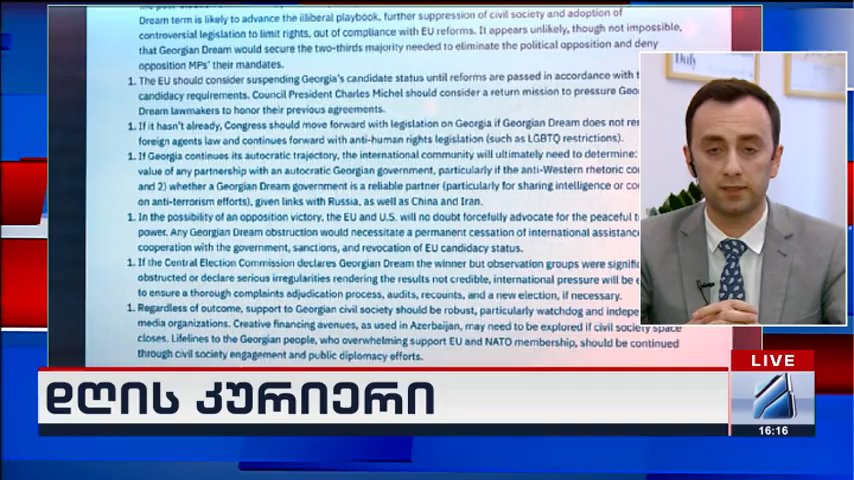 Dream term is likely to advance the illiberal playbook, further suppression of civil society and adoption of
controversial legislation to limit rights, out of compliance with EU reforms. It appears unlikely, though not impossible,
that Georgian Dream would secure the two-thirds majority needed to eliminate the political opposition and deny
opposition MPs' their mandates.
1. The EU should consider suspending Georgia's candidate status until reforms are passed in accordance with
candidacy requirements. Council President Charles Michel should consider a return mission to pressure
Dream lawmakers to honor their previous agreements.
1. If it hasn't already, Congress should move forward with legislation on Georgia if Georgian Dream does not
foreign agents law and continues forward with anti-human rights legislation (such as LGBTQ restrictions).
1. If Georgia continues its autocratic trajectory, the international community will ultimately need to determine:
value of any partnership with an autocratic Georgian government, particularly if the anti-Western rhetoric
and 2) whether a Georgian Dream government is a reliable partner (particularly for sharing intelligence or
on anti-terrorism efforts), given links with Russia, as well as China and Iran.
1. In the possibility of an opposition victory, the EU and U.S. will no doubt forcefully advocate for the peaceful
power. Any Georgian Dream obstruction would necessitate a permanent cessation of international
cooperation with the government, sanctions, and revocation of EU candidacy status.
1. If the Central Election Commission declares Georgian Dream the winner but observation groups were
obstructed or declare serious irregularities rendering the results not credible, international pressure will be
to ensure a thorough complaints adjudication process, audits, recounts, and a new election, if necessary.
1. Regardless of outcome, support to Georgian civil society should be robust, particularly watchdog and
media organizations. Creative financing avenues, as used in Azerbaijan, may need to be explored if civil society space
closes. Lifelines to the Georgian people, who overwhelming support EU and NATO membership, should be continued
through civil society engagement and public diplomacy efforts.
დღის კურიერი
LIVE
16:16